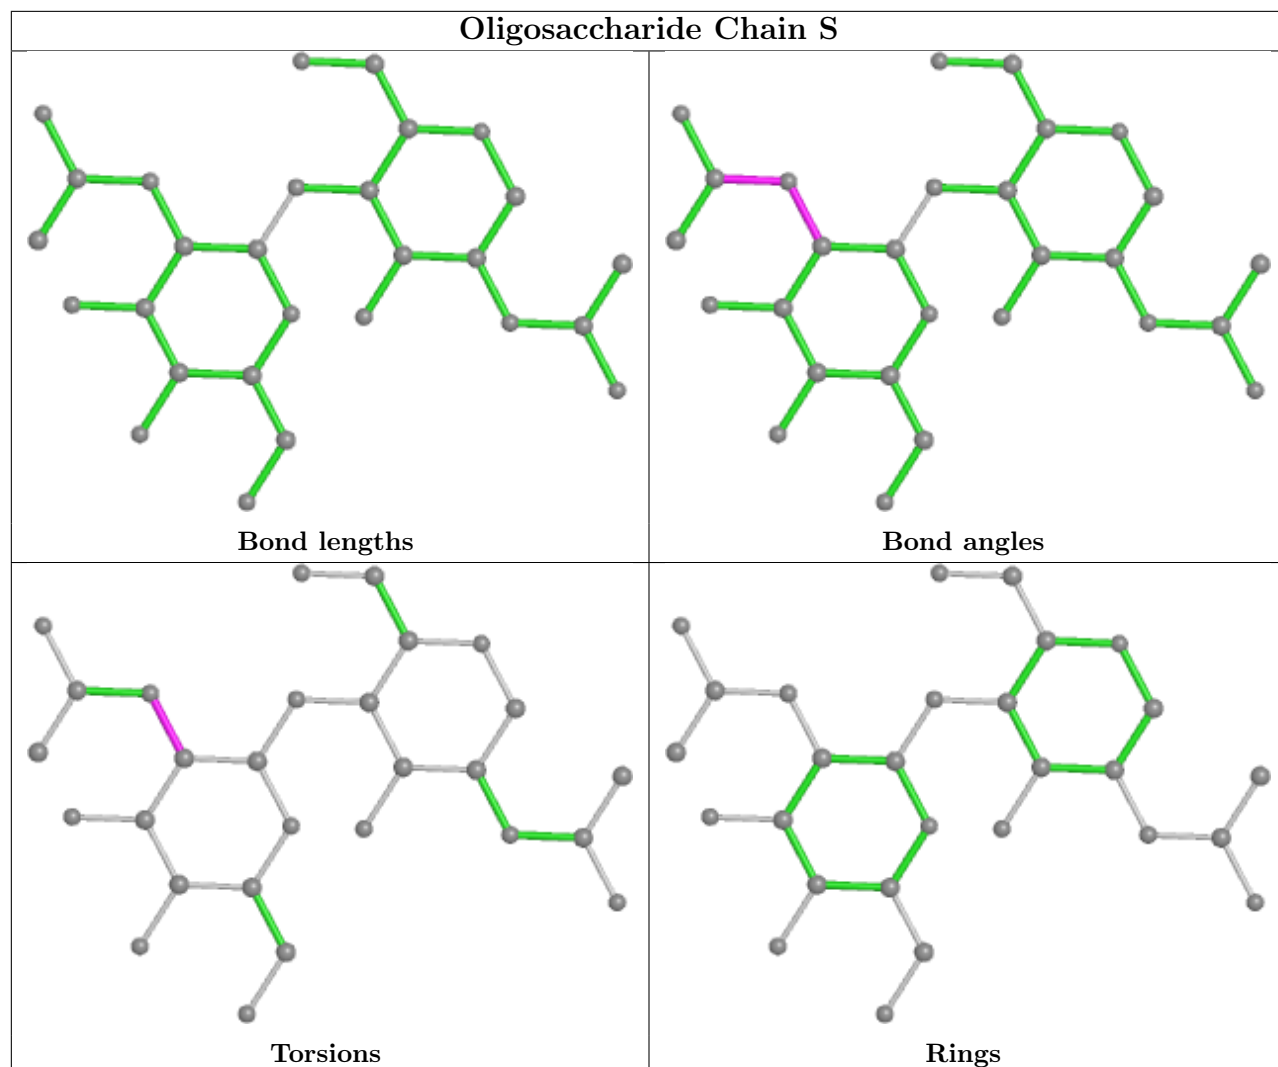 Oligosaccharide Chain S
Bond lengths
Bond angles
Torsions
Rings